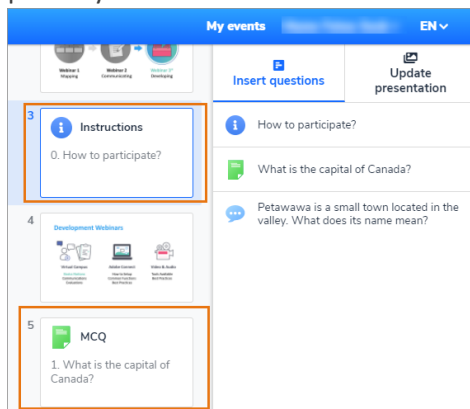 My events
EN
Webinar 1
Webinar 2
Mapping
Communicating
Developing
Insert questions
Update
presentation
3
Instructions
0. How to participate?
How to participate?
What is the capital of Canada?
Petawawa is a small town located in the
valley. What does its name mean?
4
Development Webinars
Virtual Campus
Adobe Connect
Video & Audio
5
MCQ
1. What is the capital of
Canada?